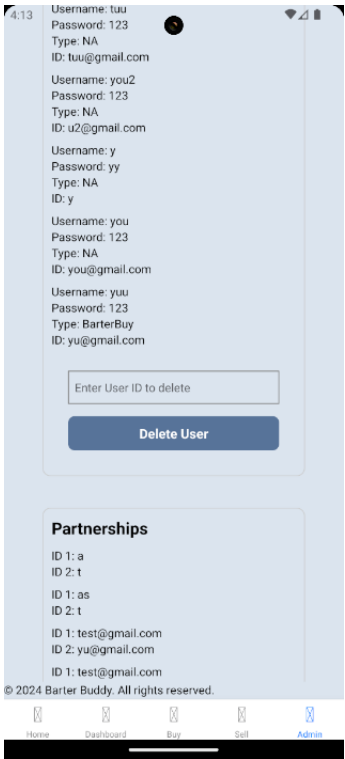 4:13
Username: tuu
Password: 123
Type: NA
ID: tuu@gmail.com
Username: you2
Password: 123
Type: NA
ID: u2@gmail.com
Username: y
Password: yy
Type: NA
ID: y
Username: you
Password: 123
Type: NA
ID: you@gmail.com
Username: yuu
Password: 123
Type: BarterBuy
ID: yu@gmail.com
Enter User ID to delete
Delete User
Partnerships
ID 1: a
ID 2: t
ID 1: as
ID 2: t
ID 1: test@gmail.com
ID 2: yu@gmail.com
ID 1: test@gmail.com
© 2024 Barter Buddy. All rights reserved.
Home Dashboard Buy Sell Admin